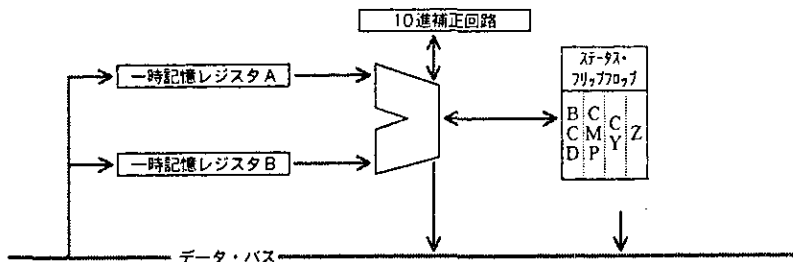 10進補正回路
一時記憶レジスタA
ステータス・
フリップフロップ
BCD
CMP
CY
Z
一時記憶レジスタB
データ・バス